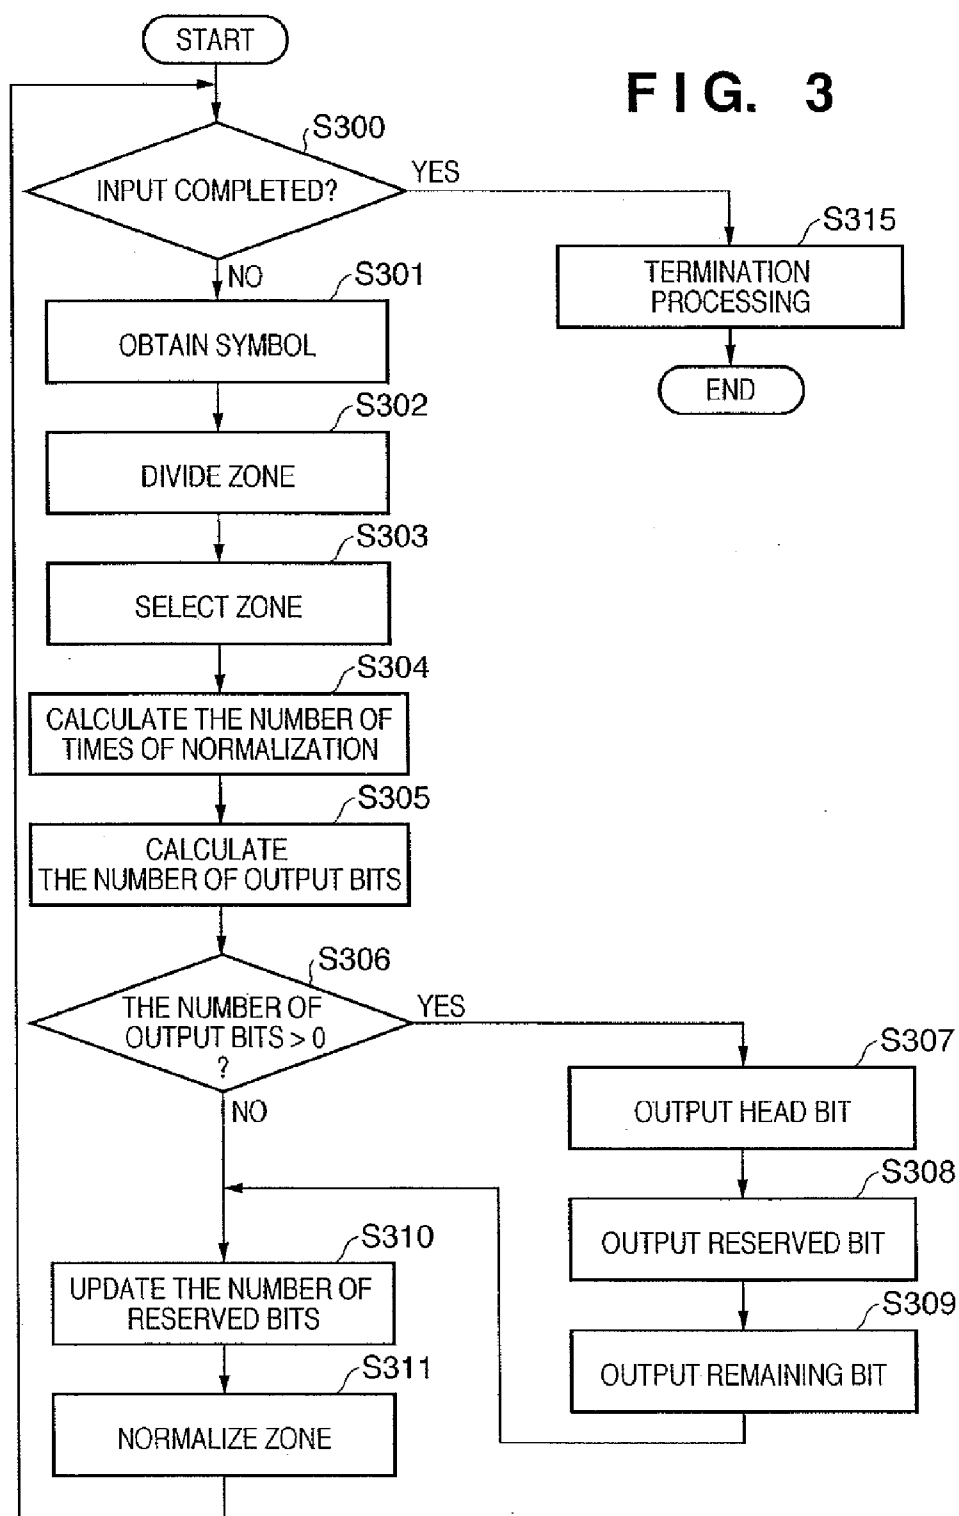 START
FIG. 3
S300
INPUT COMPLETED?
YES
S315
TERMINATION
PROCESSING
END
NO
S301
OBTAIN SYMBOL
S302
DIVIDE ZONE
S303
SELECT ZONE
S304
CALCULATE THE NUMBER OF
TIMES OF NORMALIZATION
S305
CALCULATE
THE NUMBER OF OUTPUT BITS
S306
THE NUMBER OF
OUTPUT BITS > 0
?
YES
S307
OUTPUT HEAD BIT
NO
S308
OUTPUT RESERVED BIT
S309
OUTPUT REMAINING BIT
S310
UPDATE THE NUMBER OF
RESERVED BITS
S311
NORMALIZE ZONE